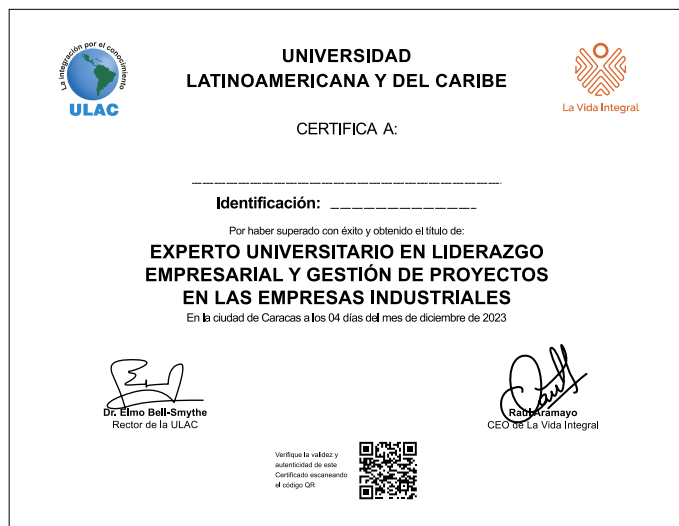 La integración por el conocimiento
ULAC
UNIVERSIDAD
LATINOAMERICANA Y DEL CARIBE
La Vida Integral
CERTIFICA A:
Identificación:
Por haber superado con éxito y obtenido el título de:
EXPERTO UNIVERSITARIO EN LIDERAZGO
EMPRESARIAL Y GESTIÓN DE PROYECTOS
EN LAS EMPRESAS INDUSTRIALES
En la ciudad de Caracas a los 04 días del mes de diciembre de 2023
Dr. Elmo Bell-Smythe
Rector de la ULAC
Raúl Aramayo
CEO de La Vida Integral
Verifique la validez y
autenticidad de este
Certificado escaneando
el código QR